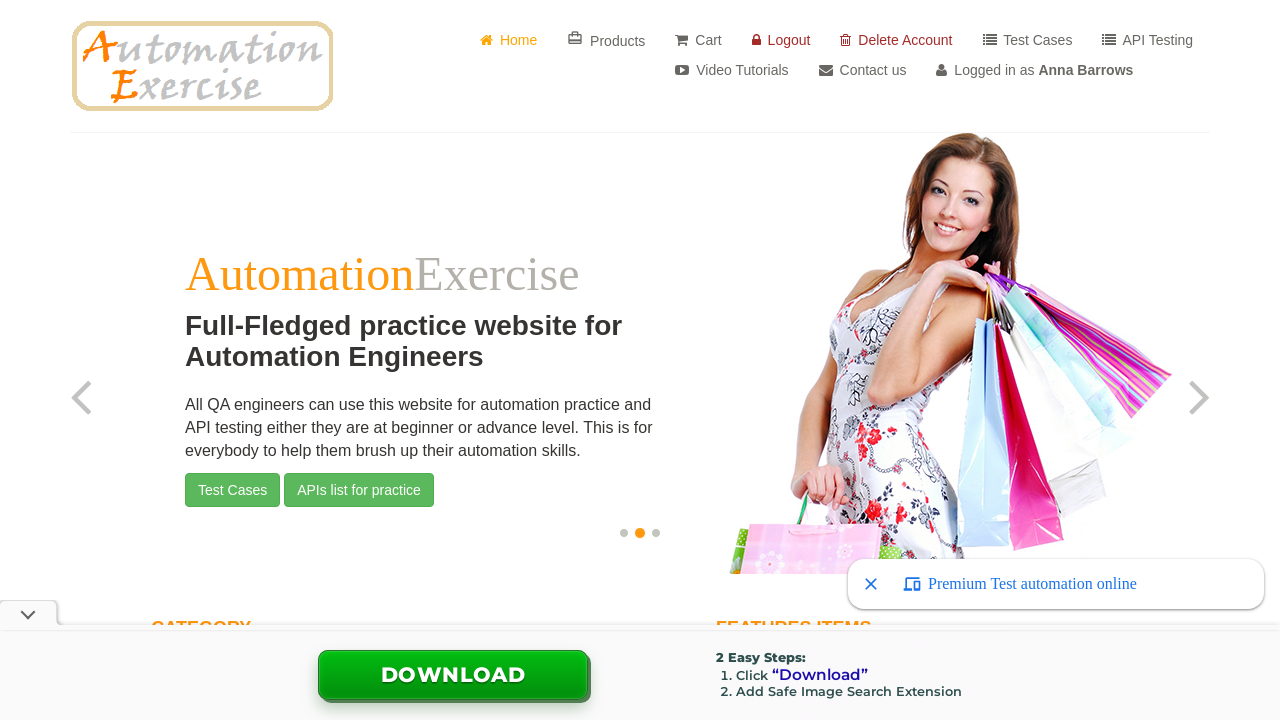 Automation
Exercise
Home Products Cart Logout Delete Account Test Cases API Testing
Video Tutorials Contact us Logged in as Anna Barrows
AutomationExercise
Full-Fledged practice website for
Automation Engineers
All QA engineers can use this website for automation practice and
API testing either they are at beginner or advance level. This is for
everybody to help them brush up their automation skills.
Test Cases APIs list for practice
Premium Test automation online
CATEGORY FEATURES ITEMS
DOWNLOAD
2 Easy Steps:
1. Click “Download”
2. Add Safe Image Search Extension